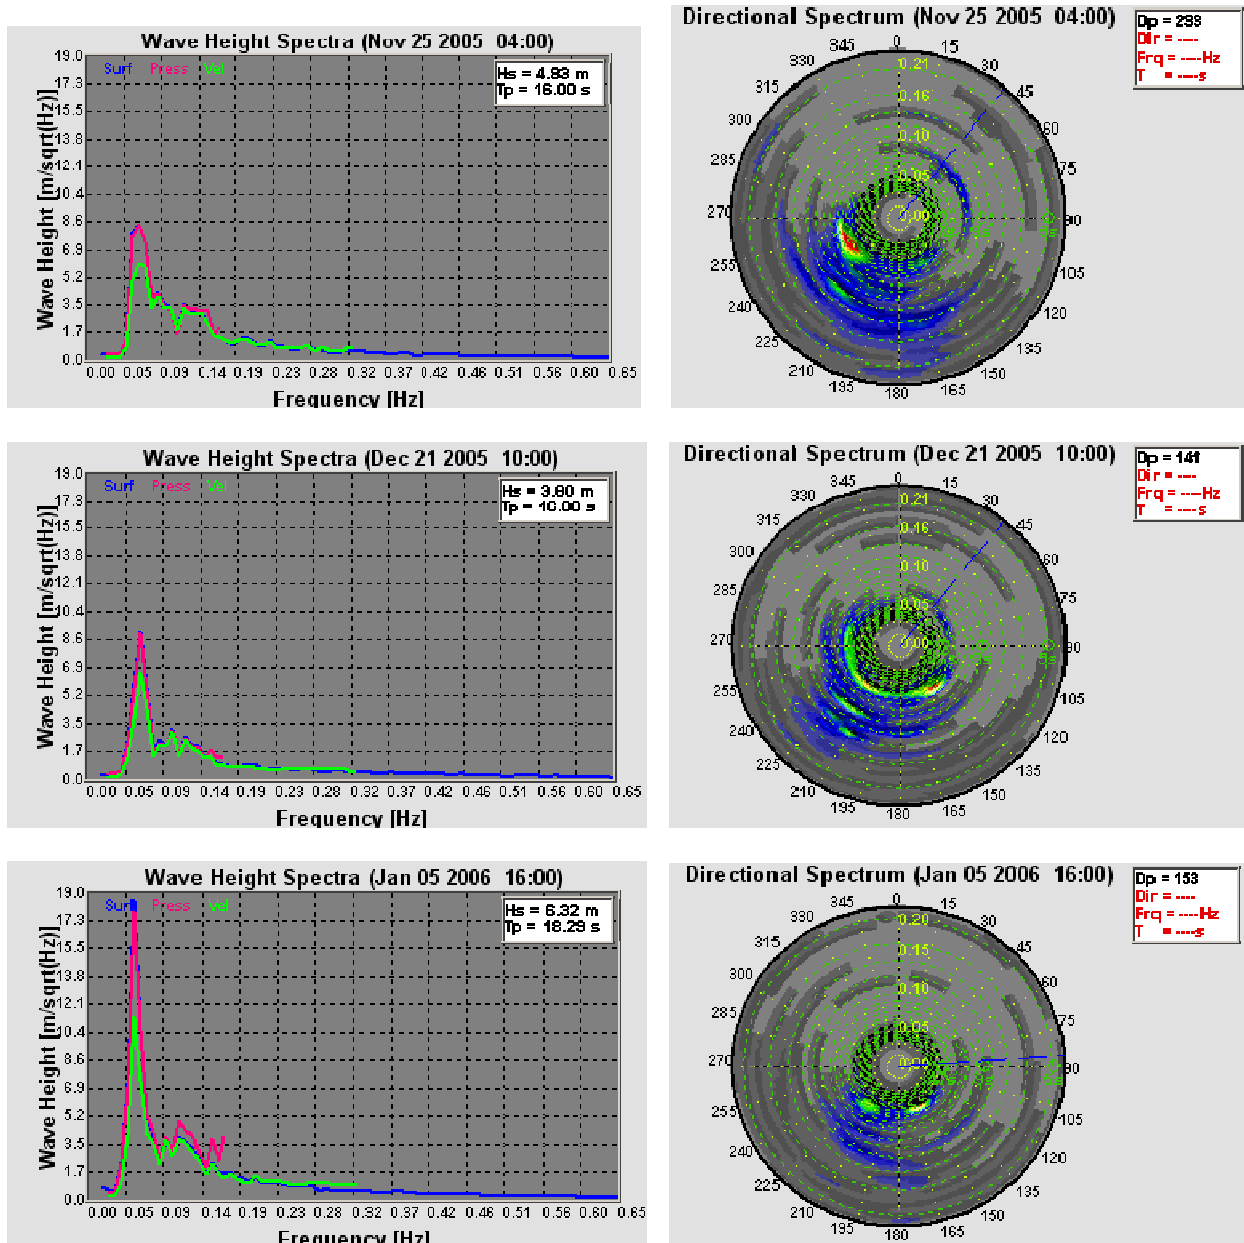 Wave Height Spectra (Nov 25 2005 04:00)
Surf Press Vel
Hs = 4.83 m
Tp = 16.00 s
Wave Height [m/sqrt(Hz)]
19.0
17.3
15.5
13.8
12.1
10.4
8.6
6.9
5.2
3.5
1.7
0.0
0.00 0.05 0.09 0.14 0.19 0.23 0.28 0.32 0.37 0.42 0.46 0.51 0.56 0.60 0.65
Frequency [Hz]
Directional Spectrum (Nov 25 2005 04:00)
Dir = ----
Frq = ----Hz
T = ----s
0 15 30 45 60 75 90 105 120 135 150 165 180 195 210 225 240 255 270 285 300 315 330 345
0.21
0.16
0.10
0.05
0.00
Wave Height Spectra (Dec 21 2005 10:00)
Surf Press Vel
Hs = 3.80 m
Wave Height [m/sqrt(Hz)]
19.0
17.3
15.5
13.8
12.1
10.4
8.6
6.9
5.2
3.5
1.7
0.0
0.00 0.05 0.09 0.14 0.19 0.23 0.28 0.32 0.37 0.42 0.46 0.51 0.56 0.60 0.65
Frequency [Hz]
Directional Spectrum (Dec 21 2005 10:00)
Dp = 141
Dir = ----
Frq = ----Hz
T = ----s
0 15 30 45 60 75 90 105 120 135 150 165 180 195 210 225 240 255 270 285 300 315 330 345
0.21
0.16
0.10
0.05
0.00
Wave Height Spectra (Jan 05 2006 16:00)
Surf Press Vel
Hs = 6.32 m
Tp = 18.29 s
Wave Height [m/sqrt(Hz)]
19.0
17.3
15.5
13.8
12.1
10.4
8.6
6.9
5.2
3.5
1.7
0.0
0.00 0.05 0.09 0.14 0.19 0.23 0.28 0.32 0.37 0.42 0.46 0.51 0.56 0.60 0.65
Frequency [Hz]
Directional Spectrum (Jan 05 2006 16:00)
Dp = 153
Dir = ----
Frq = ----Hz
T = ----s
0 15 30 45 60 75 90 105 120 135 150 165 180 195 210 225 240 255 270 285 300 315 330 345
0.20
0.15
0.10
0.05
0.00